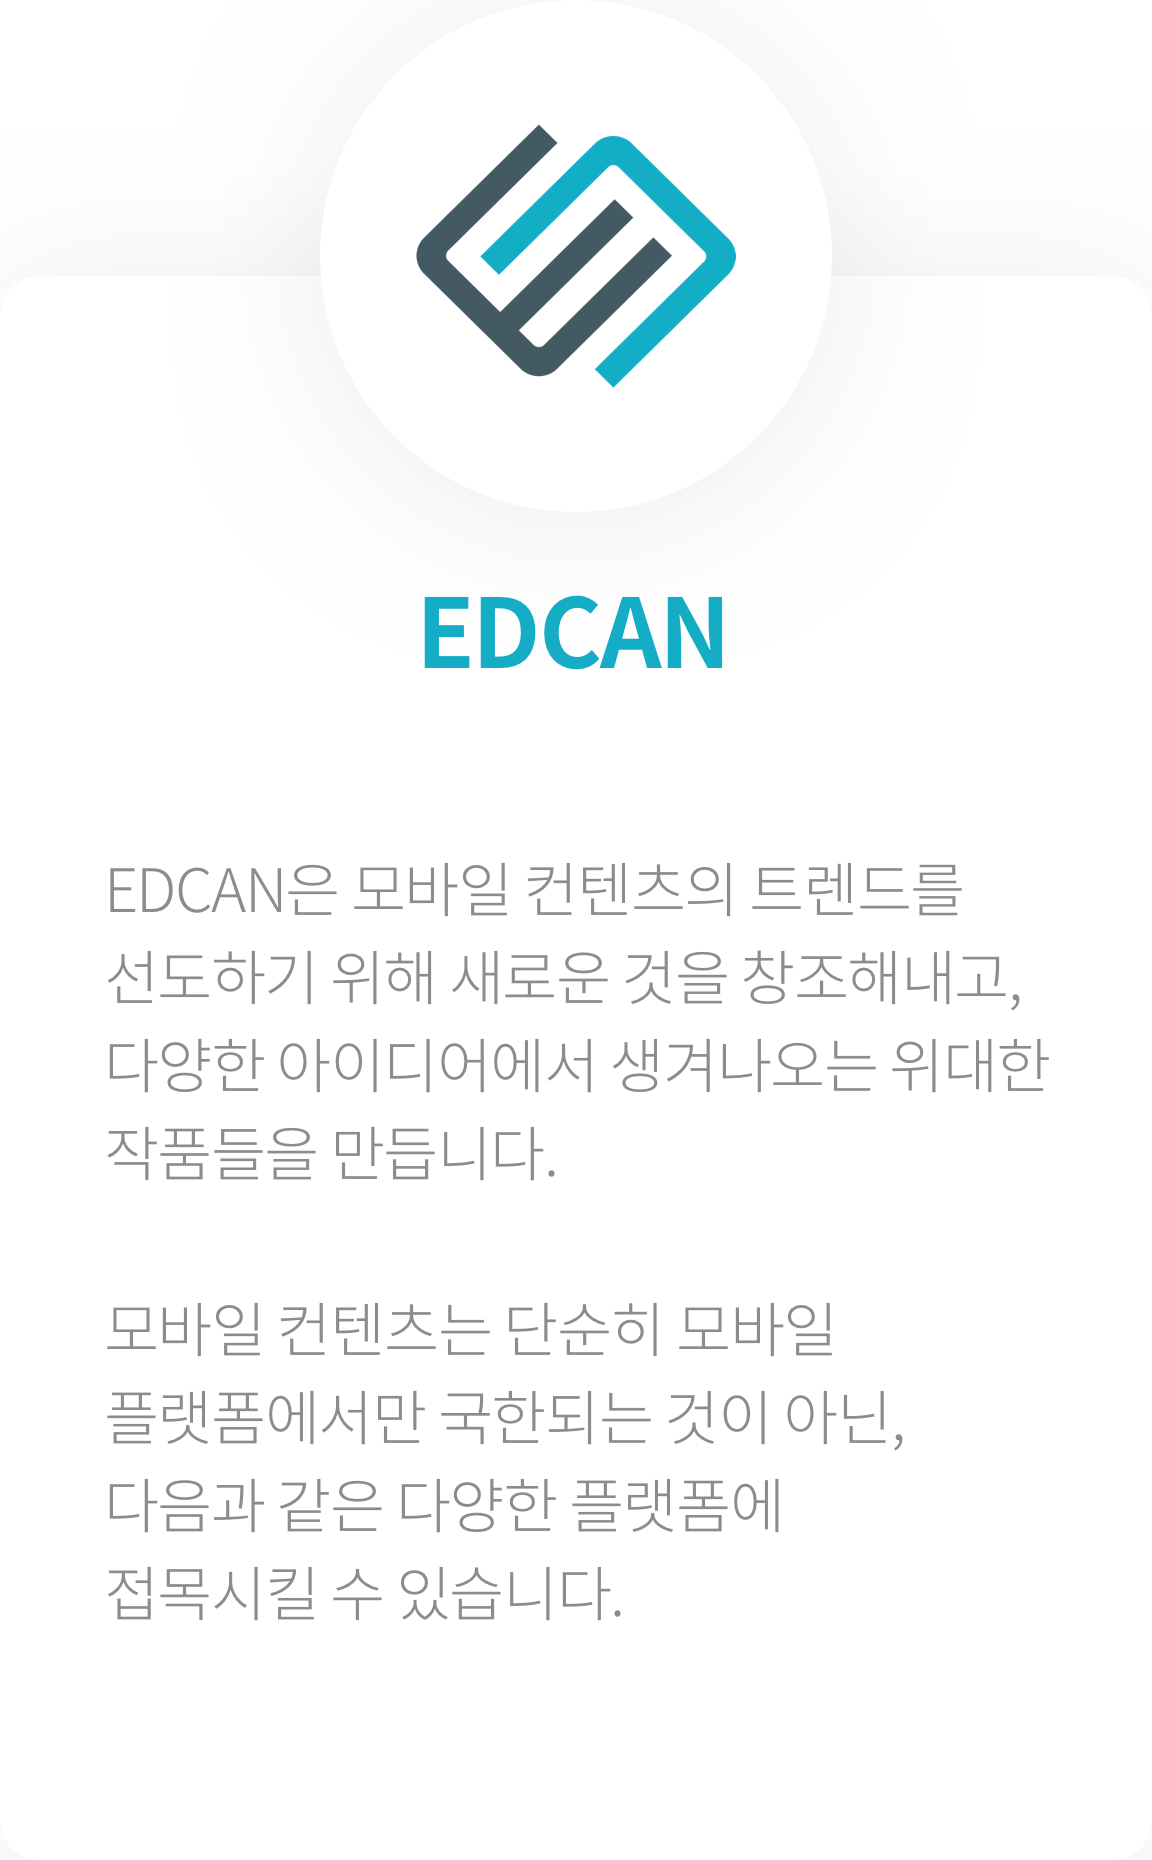 EDCAN
EDCAN은 모바일 컨텐츠의 트렌드를
선도하기 위해 새로운 것을 창조해내고,
다양한 아이디어에서 생겨나오는 위대한
작품들을 만듭니다.
모바일 컨텐츠는 단순히 모바일
플랫폼에서만 국한되는 것이 아닌,
다음과 같은 다양한 플랫폼에
접목시킬 수 있습니다.